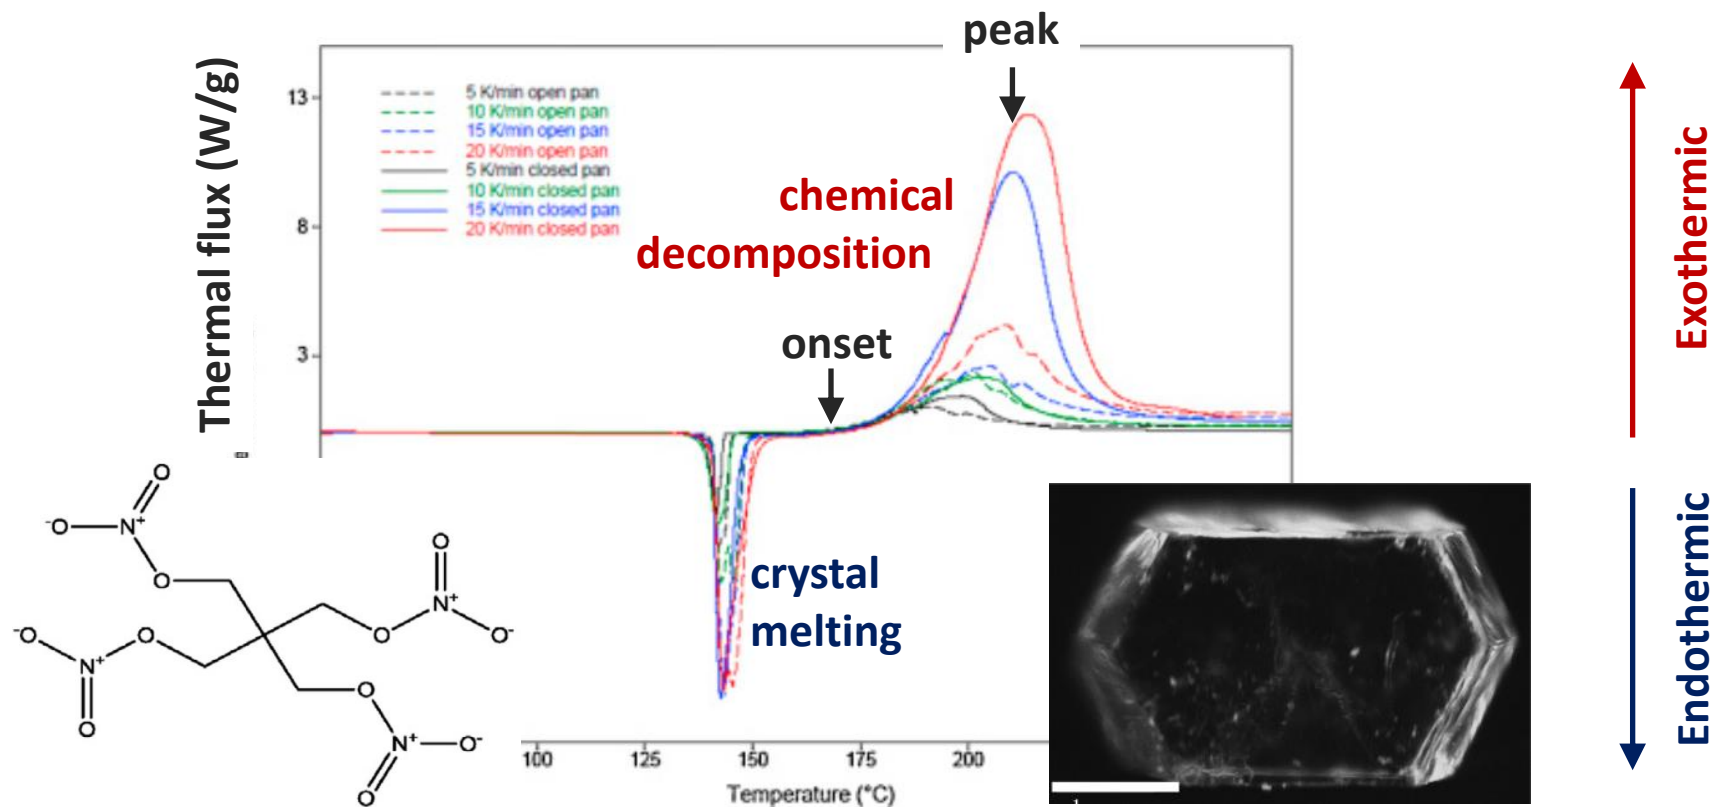 peak
Thermal flux (W/g)
13
8
3
5 K/min open pan
10 K/min open pan
15 K/min open pan
20 K/min open pan
5 K/min closed pan
10 K/min closed pan
15 K/min closed pan
20 K/min closed pan
chemical
decomposition
onset
crystal
melting
Exothermic
Endothermic
O
⁻O
N⁺
O
O
N⁺
O
O⁻
⁻O
O
N⁺
O
O
N⁺
O⁻
O
100
125
150
175
200
Temperature (°C)